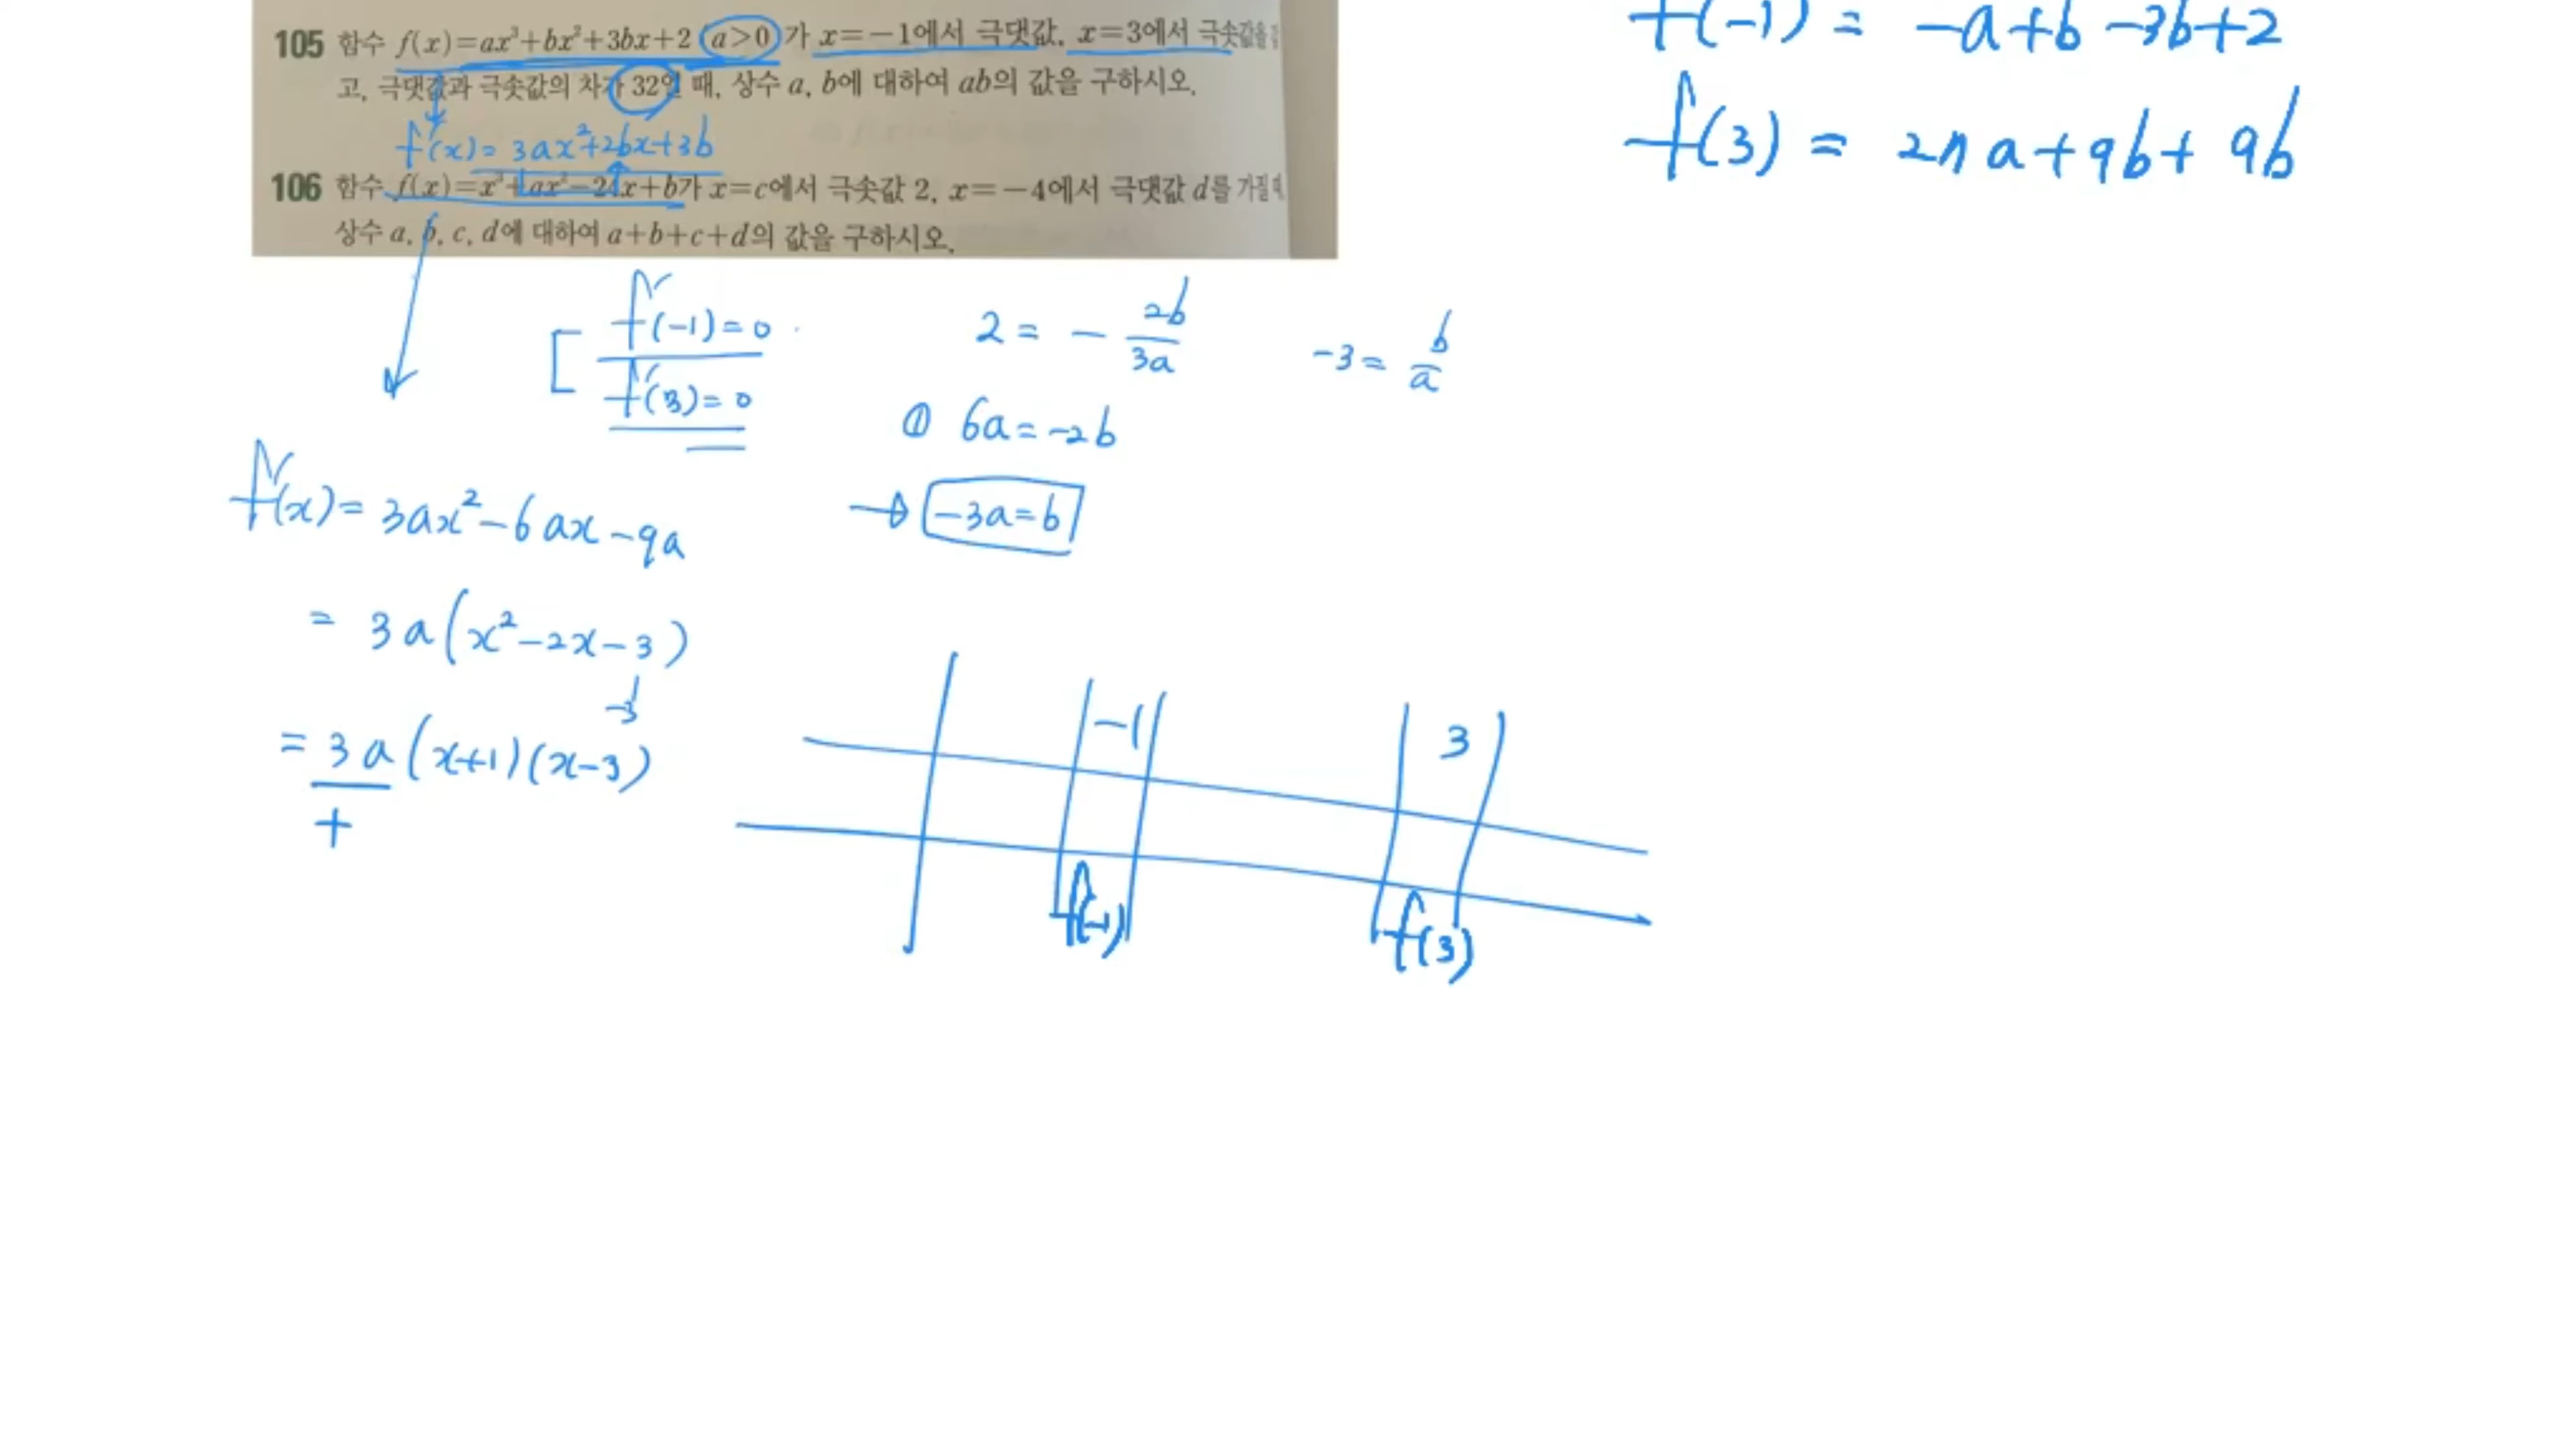 105 함수 f(x)=ax³+bx²+3bx+2 (a>0)가 x=−1에서 극댓값, x=3에서 극솟값을
고, 극댓값과 극솟값의 차가 32일 때, 상수 a, b에 대하여 ab의 값을 구하시오.
f'(x)= 3ax²+2bx+3b
106 함수 f(x)=x³+ax²−24x+b가 x=c에서 극솟값 2, x=−4에서 극댓값 d를 가질 때
상수 a, b, c, d에 대하여 a+b+c+d의 값을 구하시오.
f(-1) = -a+b-3b+2
f(3) = 27a+9b+9b
f'(-1)=0
f'(3)=0
2 = - 2b/3a
-3 = b/a
① 6a=-2b
→ -3a=b
f'(x)= 3ax²-6ax-9a
= 3a(x²-2x-3)
-3
= 3a(x+1)(x-3)
+
-1 3
f(-1) f(3)